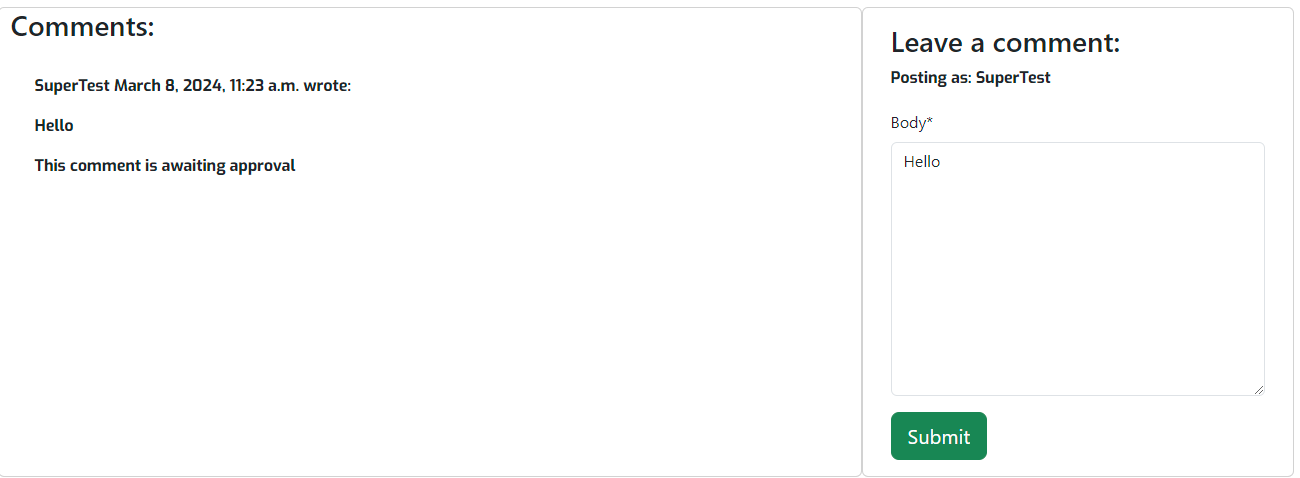 Comments:
SuperTest March 8, 2024, 11:23 a.m. wrote:
Hello
This comment is awaiting approval
Leave a comment:
Posting as: SuperTest
Body*
Hello
Submit